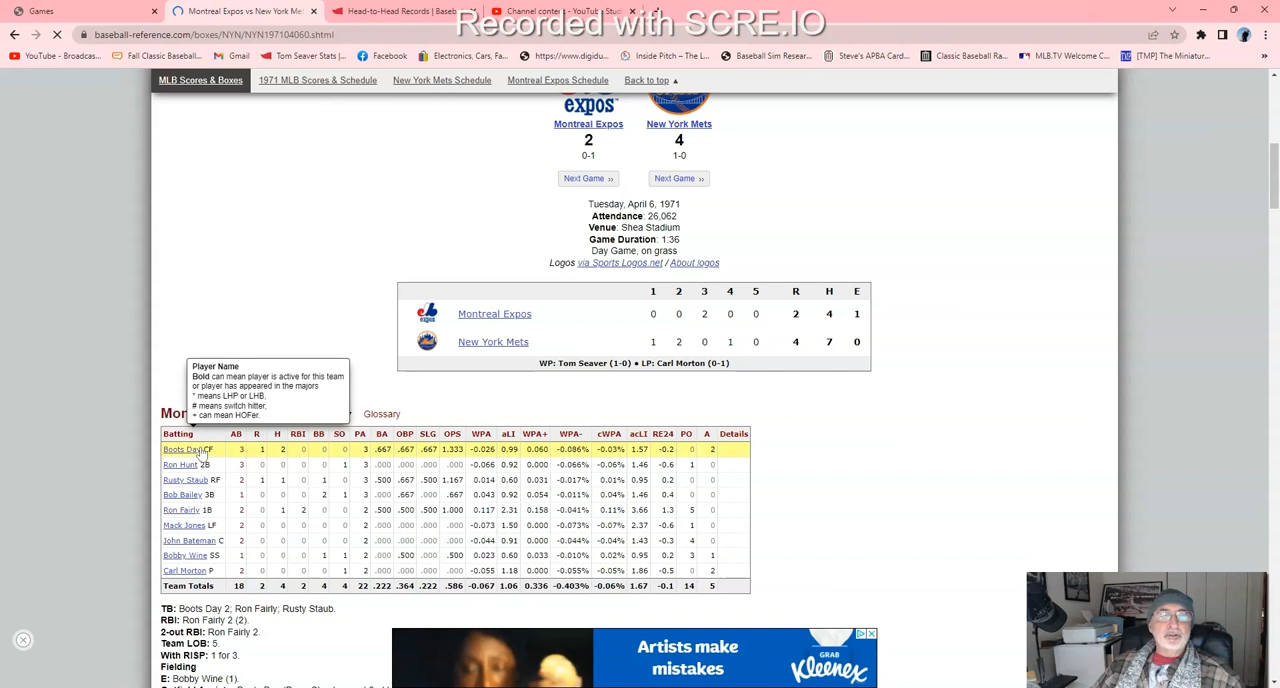 Games
Montreal Expos vs New York Me
Head-to-Head Records | Baseb
Channel content - YouTube Stud
Recorded with SCRE.IO
baseball-reference.com/boxes/NYN/NYN197104060.shtml
YouTube - Broadcas...
Fall Classic Baseball...
Gmail
Tom Seaver Stats |...
Facebook
Electronics, Cars, Fa...
https://www.digidu...
Inside Pitch – The L...
Baseball Sim Resear...
Steve's APBA Card...
Classic Baseball Ra...
MLB.TV Welcome C...
[TMP] The Miniatur...
»
MLB Scores & Boxes
1971 MLB Scores & Schedule
New York Mets Schedule
Montreal Expos Schedule
Back to top ▲
expos
Montreal Expos
New York Mets
2
4
0-1
1-0
Next Game ››
Next Game ››
Tuesday, April 6, 1971
Attendance: 26,062
Venue: Shea Stadium
Game Duration: 1:36
Day Game, on grass
Logos via Sports Logos.net / About logos
1 2 3 4 5 R H E
expos Montreal Expos 0 0 2 0 0 2 4 1
New York Mets 1 2 0 1 0 4 7 0
WP: Tom Seaver (1-0) • LP: Carl Morton (0-1)
Player Name
Bold can mean player is active for this team
or player has appeared in the majors
* means LHP or LHB,
# means switch hitter,
+ can mean HOFer.
Glossary
Batting AB R H RBI BB SO PA BA OBP SLG OPS WPA aLI WPA+ WPA- cWPA acLI RE24 PO A Details
Boots Day CF 3 1 2 0 0 0 3 .667 .667 .667 1.333 -0.026 0.99 0.060 -0.086% -0.03% 1.57 -0.2 0 2
Ron Hunt 2B 3 0 0 0 0 1 3 .000 .000 .000 .000 -0.066 0.92 0.000 -0.066% -0.06% 1.46 -0.6 1 0
Rusty Staub RF 2 1 1 0 1 0 3 .500 .667 .500 1.167 0.014 0.60 0.031 -0.017% 0.01% 0.95 0.2 0 0
Bob Bailey 3B 1 0 0 0 2 1 3 .000 .667 .000 .667 0.043 0.92 0.054 -0.011% 0.04% 1.46 0.4 0 0
Ron Fairly 1B 2 0 1 2 0 0 2 .500 .500 .500 1.000 0.117 2.31 0.158 -0.041% 0.11% 3.66 1.3 5 0
Mack Jones LF 2 0 0 0 0 0 2 .000 .000 .000 .000 -0.073 1.50 0.000 -0.073% -0.07% 2.37 -0.6 1 0
John Bateman C 2 0 0 0 0 0 2 .000 .000 .000 .000 -0.044 0.91 0.000 -0.044% -0.04% 1.43 -0.3 4 0
Bobby Wine SS 1 0 0 0 1 1 2 .000 .500 .000 .500 0.023 0.60 0.033 -0.010% 0.02% 0.95 0.2 3 1
Carl Morton P 2 0 0 0 0 1 2 .000 .000 .000 .000 -0.055 1.18 0.000 -0.055% -0.05% 1.86 -0.5 0 2
Team Totals 18 2 4 2 4 4 22 .222 .364 .222 .586 -0.067 1.06 0.336 -0.403% -0.06% 1.67 -0.1 14 5
TB: Boots Day 2; Ron Fairly; Rusty Staub.
RBI: Ron Fairly 2 (2).
2-out RBI: Ron Fairly 2.
Team LOB: 5.
With RISP: 1 for 3.
Fielding
E: Bobby Wine (1).
Artists make
mistakes
GRAB
Kleenex